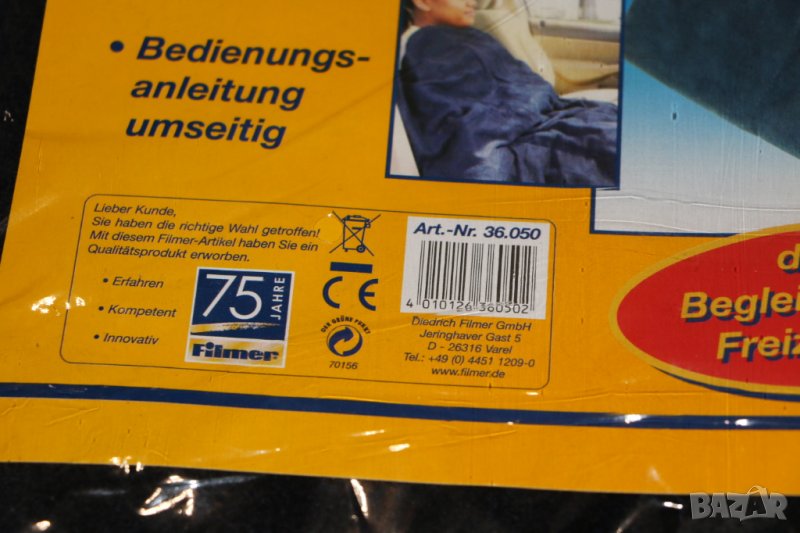 • Bedienungs-
anleitung
umseitig
Lieber Kunde,
Sie haben die richtige Wahl getroffen!
Mit diesem Filmer-Artikel haben Sie ein
Qualitätsprodukt erworben.
• Erfahren
• Kompetent
• Innovativ
75
JAHRE
Filmer
CE
DER GRÜNE PUNKT
70156
Art.-Nr. 36.050
4 010126 360502
Diedrich Filmer GmbH
Jeringhaver Gast 5
D - 26316 Varel
Tel.: +49 (0) 4451 1209-0
www.filmer.de
BAZAR